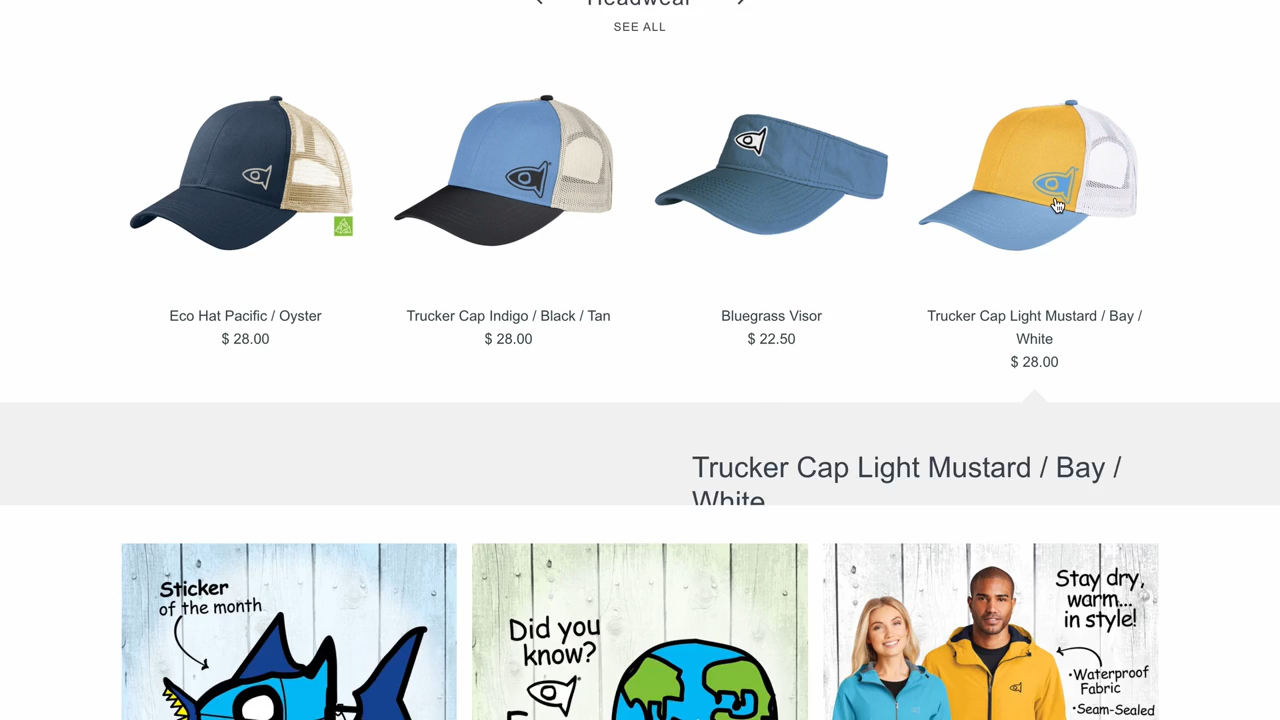 Headwear
SEE ALL
Eco Hat Pacific / Oyster
$ 28.00
Trucker Cap Indigo / Black / Tan
$ 28.00
Bluegrass Visor
$ 22.50
Trucker Cap Light Mustard / Bay /
White
$ 28.00
Trucker Cap Light Mustard / Bay /
White
Sticker
of the month
Did you
know?
Stay dry,
warm...
in style!
•Waterproof
Fabric
•Seam-Sealed